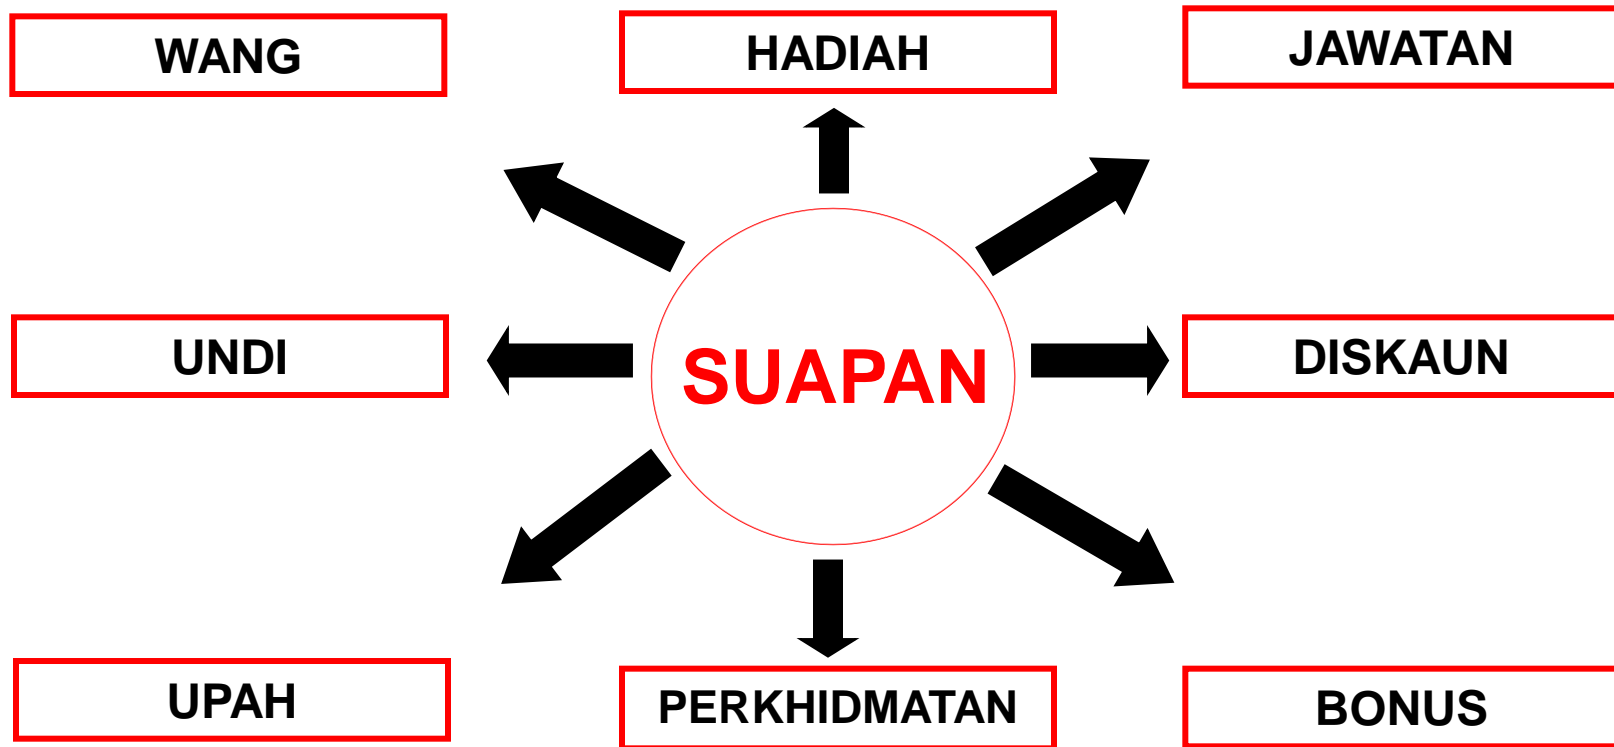 WANG
HADIAH
JAWATAN
UNDI
SUAPAN
DISKAUN
UPAH
PERKHIDMATAN
BONUS